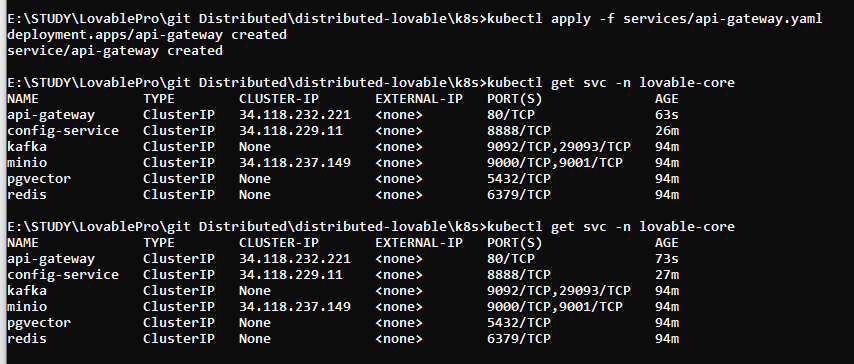 E:\STUDY\LovablePro\git Distributed\distributed-lovable\k8s>kubectl apply -f services/api-gateway.yaml
deployment.apps/api-gateway created
service/api-gateway created
E:\STUDY\LovablePro\git Distributed\distributed-lovable\k8s>kubectl get svc -n lovable-core
NAME TYPE CLUSTER-IP EXTERNAL-IP PORT(S) AGE
api-gateway ClusterIP 34.118.232.221 <none> 80/TCP 63s
config-service ClusterIP 34.118.229.11 <none> 8888/TCP 26m
kafka ClusterIP None <none> 9092/TCP,29093/TCP 94m
minio ClusterIP 34.118.237.149 <none> 9000/TCP,9001/TCP 94m
pgvector ClusterIP None <none> 5432/TCP 94m
redis ClusterIP None <none> 6379/TCP 94m
E:\STUDY\LovablePro\git Distributed\distributed-lovable\k8s>kubectl get svc -n lovable-core
NAME TYPE CLUSTER-IP EXTERNAL-IP PORT(S) AGE
api-gateway ClusterIP 34.118.232.221 <none> 80/TCP 73s
config-service ClusterIP 34.118.229.11 <none> 8888/TCP 27m
kafka ClusterIP None <none> 9092/TCP,29093/TCP 94m
minio ClusterIP 34.118.237.149 <none> 9000/TCP,9001/TCP 94m
pgvector ClusterIP None <none> 5432/TCP 94m
redis ClusterIP None <none> 6379/TCP 94m